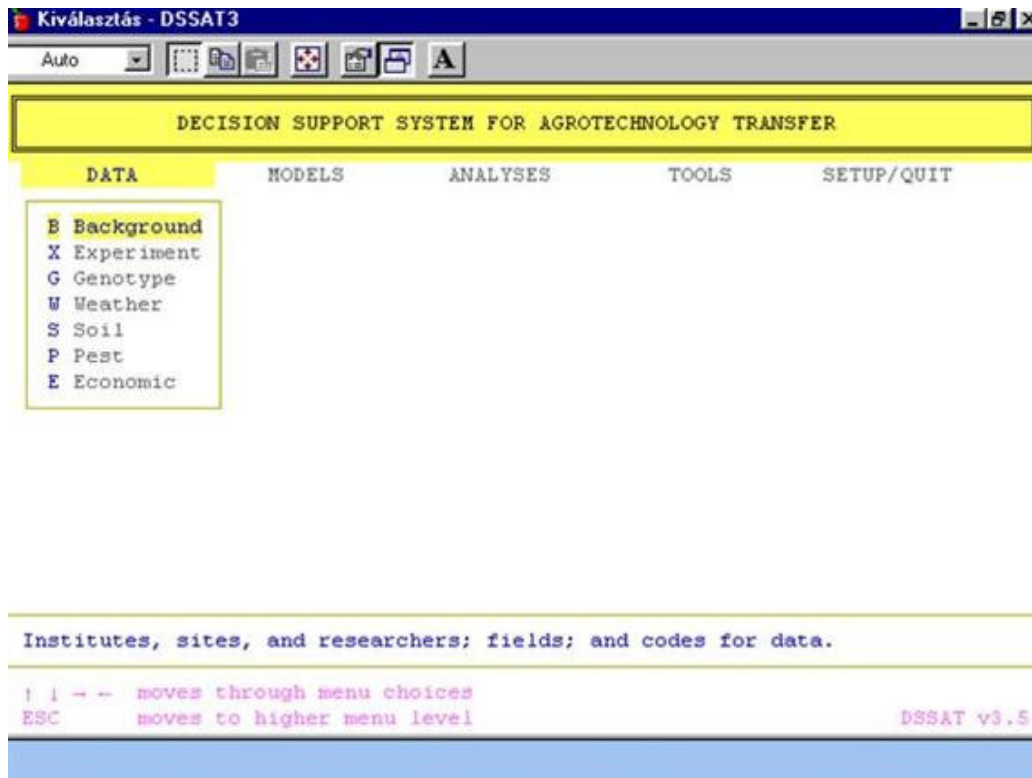 Kiválasztás - DSSAT3
Auto A
DECISION SUPPORT SYSTEM FOR AGROTECHNOLOGY TRANSFER
DATA MODELS ANALYSES TOOLS SETUP/QUIT
B Background
X Experiment
G Genotype
W Weather
S Soil
P Pest
E Economic
Institutes, sites, and researchers; fields; and codes for data.
↑ ↓ → ← moves through menu choices
ESC moves to higher menu level DSSAT v3.5